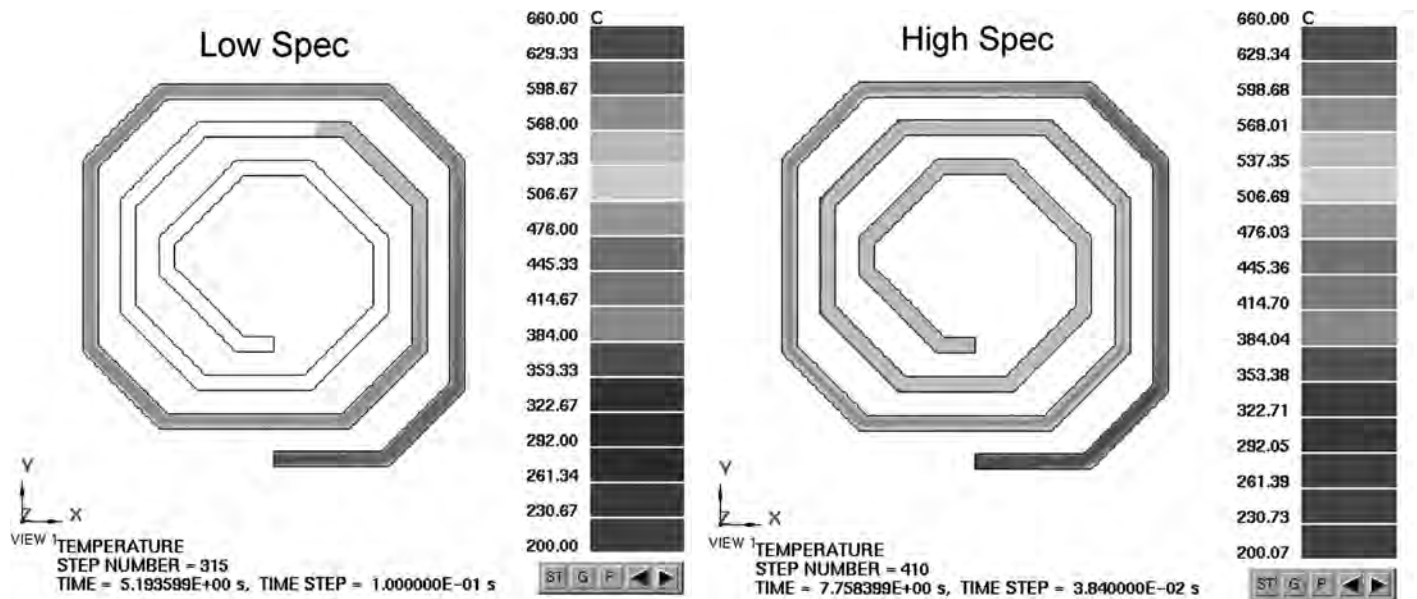 Low Spec
660.00 C
629.33
598.67
568.00
537.33
506.67
476.00
445.33
414.67
384.00
353.33
322.67
292.00
261.34
230.67
200.00
Y
Z X
VIEW 1
TEMPERATURE
STEP NUMBER = 315
TIME = 5.193599E+00 s, TIME STEP = 1.000000E-01 s
ST G P
High Spec
660.00 C
629.34
598.68
568.01
537.35
506.69
476.03
445.36
414.70
384.04
353.38
322.71
292.05
261.39
230.73
200.07
Y
Z X
VIEW 1
TEMPERATURE
STEP NUMBER = 410
TIME = 7.758399E+00 s, TIME STEP = 3.840000E-02 s
ST G P